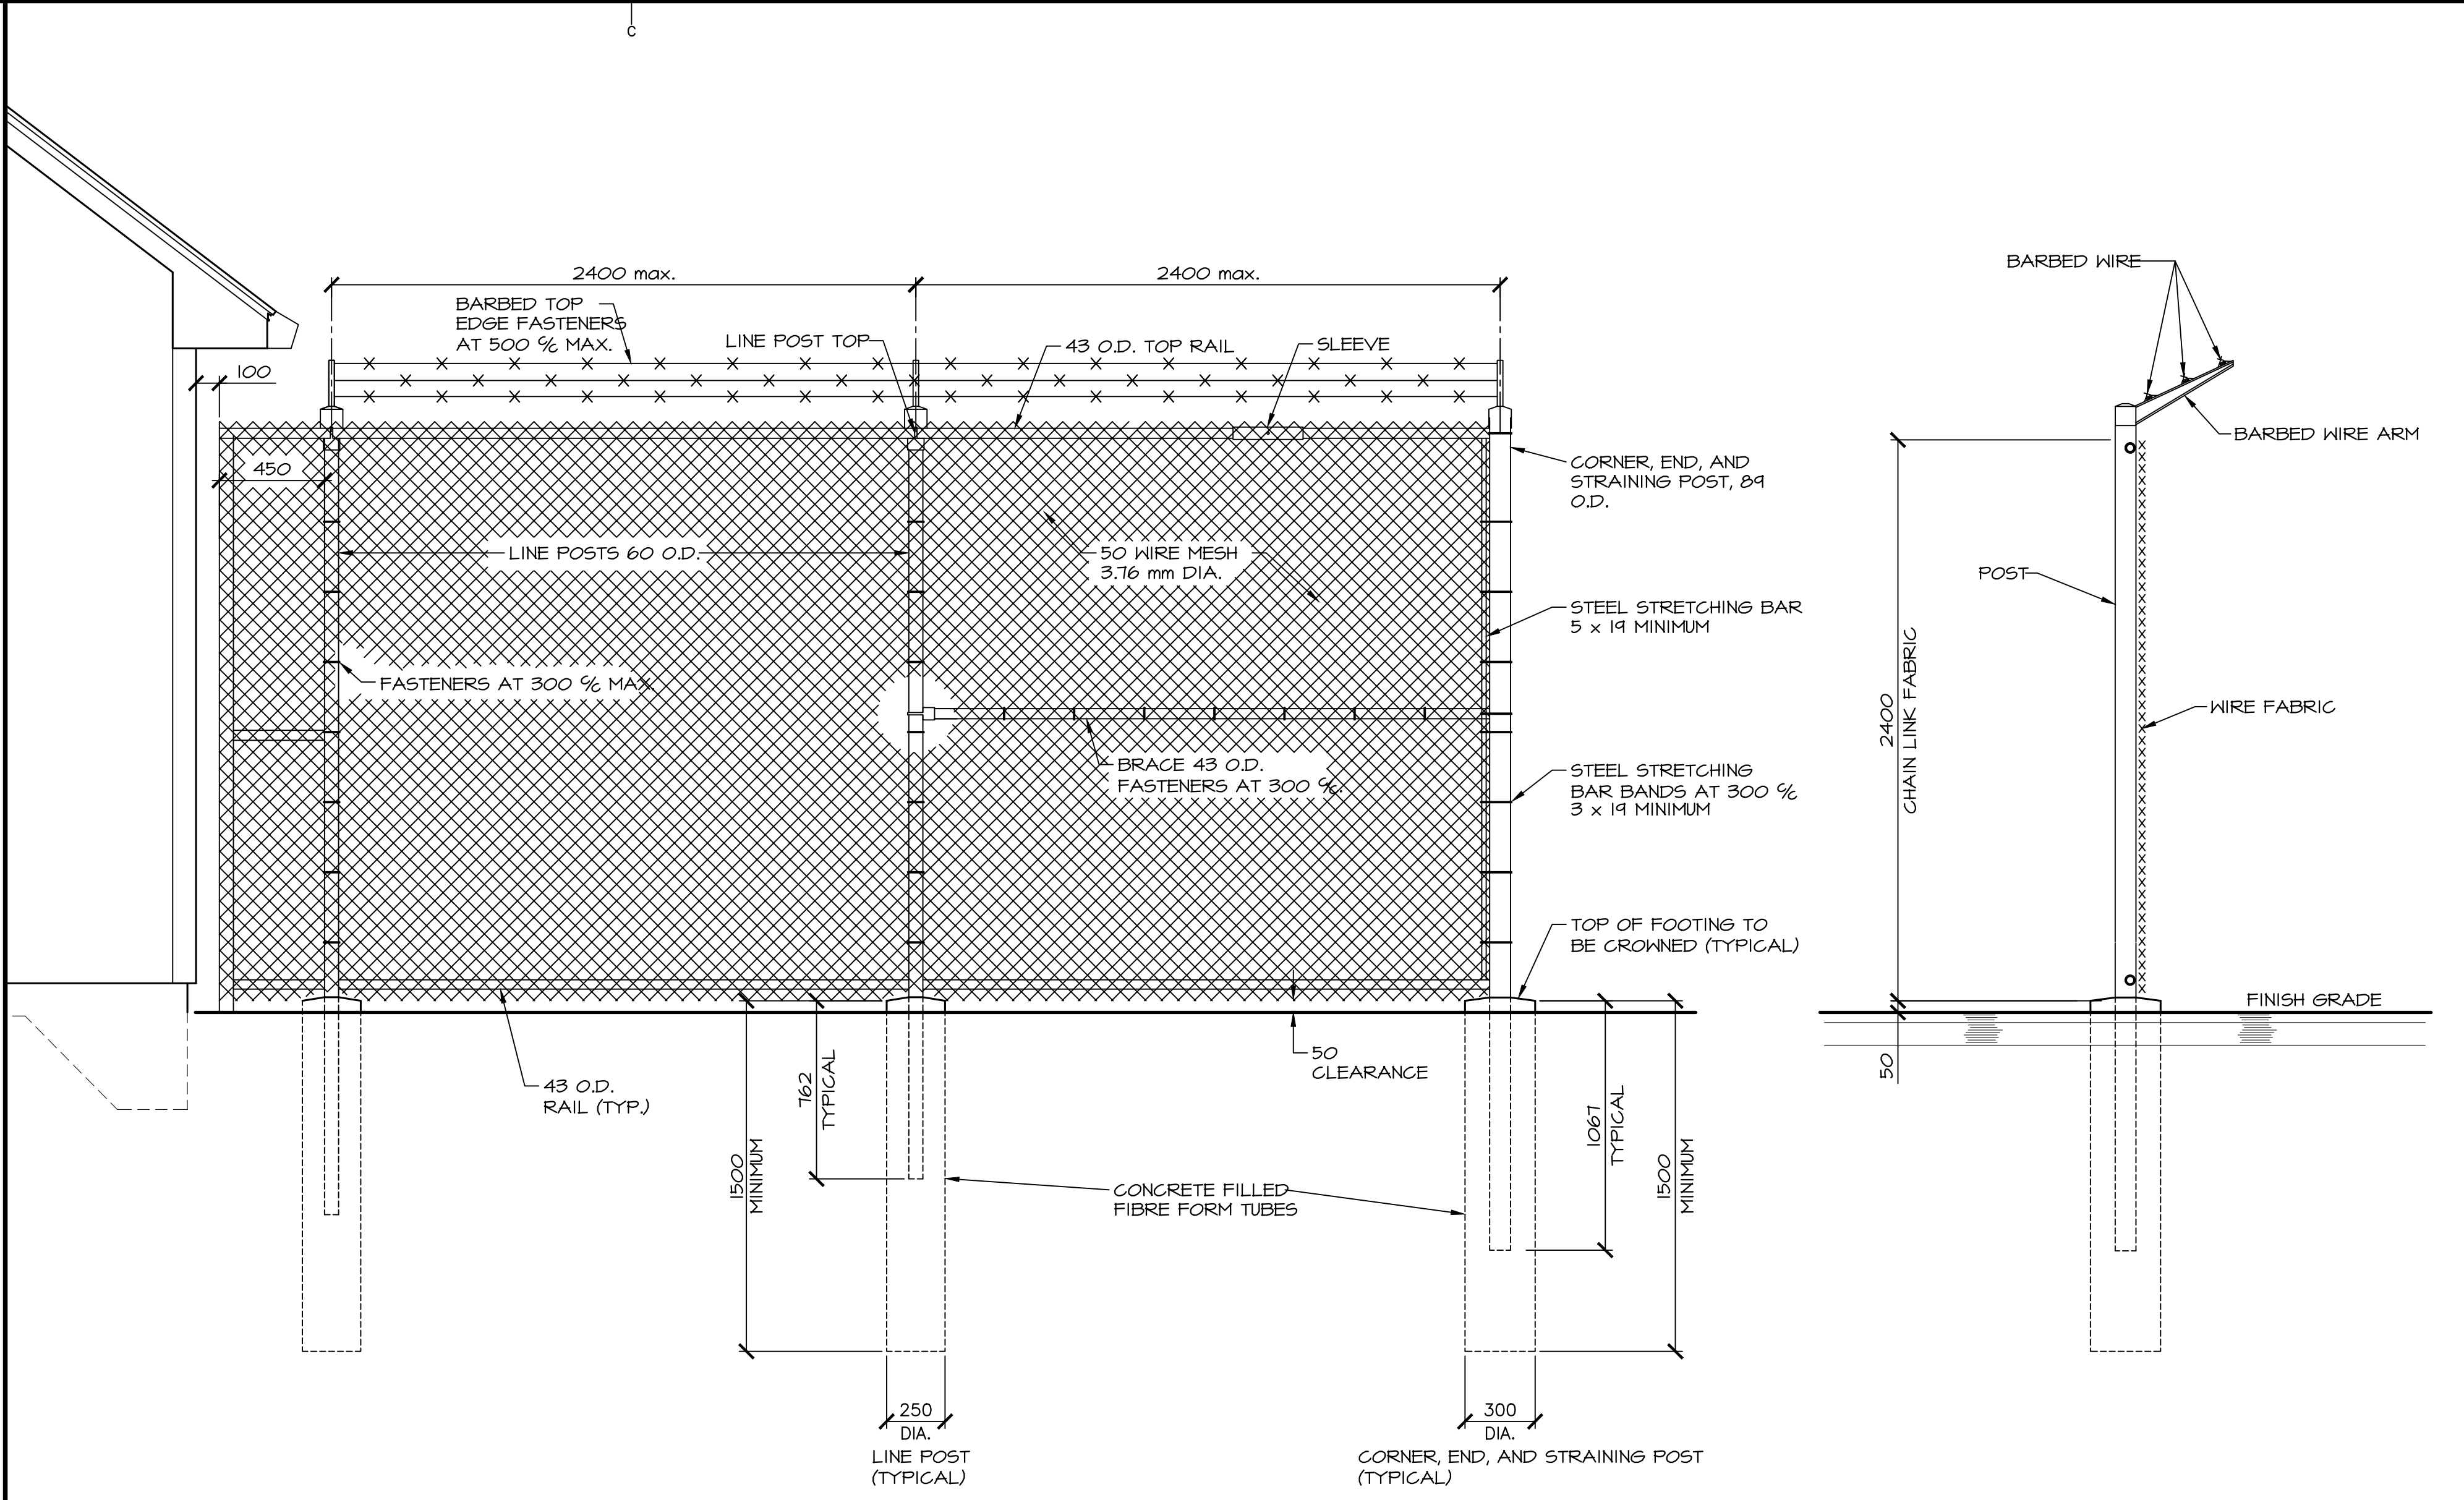 C
2400 max.
2400 max.
BARBED TOP
EDGE FASTENERS
AT 500 ℅ MAX.
LINE POST TOP
43 O.D. TOP RAIL
SLEEVE
100
450
LINE POSTS 60 O.D.
50 WIRE MESH
3.76 mm DIA.
FASTENERS AT 300 ℅ MAX.
BRACE 43 O.D.
FASTENERS AT 300 ℅.
CORNER, END, AND
STRAINING POST, 89
O.D.
STEEL STRETCHING BAR
5 x 19 MINIMUM
STEEL STRETCHING
BAR BANDS AT 300 ℅
3 x 19 MINIMUM
TOP OF FOOTING TO
BE CROWNED (TYPICAL)
43 O.D.
RAIL (TYP.)
1500
MINIMUM
762
TYPICAL
50
CLEARANCE
CONCRETE FILLED
FIBRE FORM TUBES
1067
TYPICAL
1500
MINIMUM
250
DIA.
LINE POST
(TYPICAL)
300
DIA.
CORNER, END, AND STRAINING POST
(TYPICAL)
BARBED WIRE
BARBED WIRE ARM
POST
2400
CHAIN LINK FABRIC
WIRE FABRIC
FINISH GRADE
50